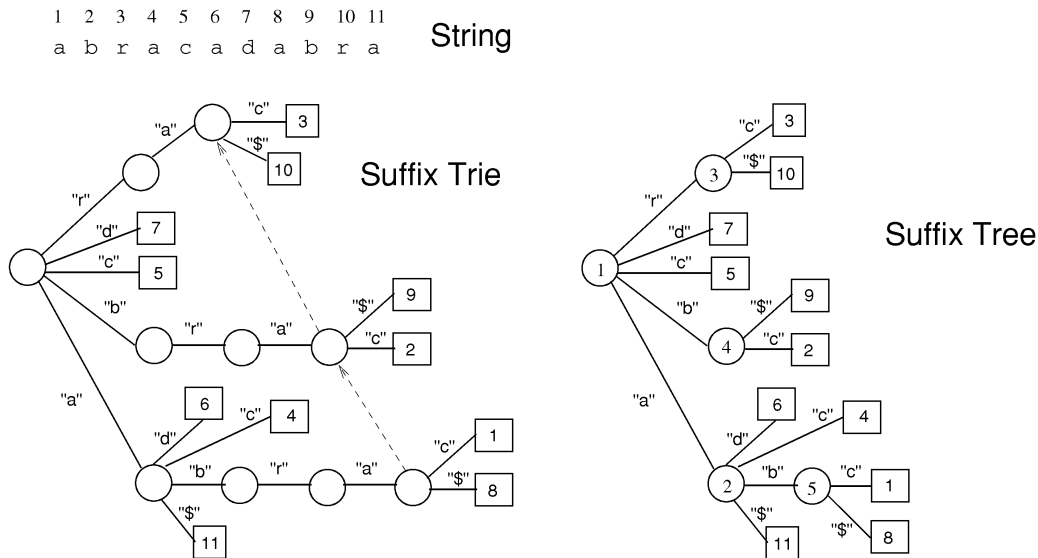 1 2 3 4 5 6 7 8 9 10 11
a b r a c a d a b r a
String
"a" "c" 3
"$" 10
Suffix Trie
"r"
"d" 7
"c" 5
"b"
"r" "a" "$" 9
"c" 2
"a"
6
"d" "c" 4
"b" "r" "a" "c" 1
"$" 8
"$" 11
"c" 3
3 "$" 10
"r"
"d" 7
Suffix Tree
1 "c" 5
"b" "$" 9
4 "c" 2
"a"
6
"d" "c" 4
2 "b" 5 "c" 1
"$" 11
"$" 8